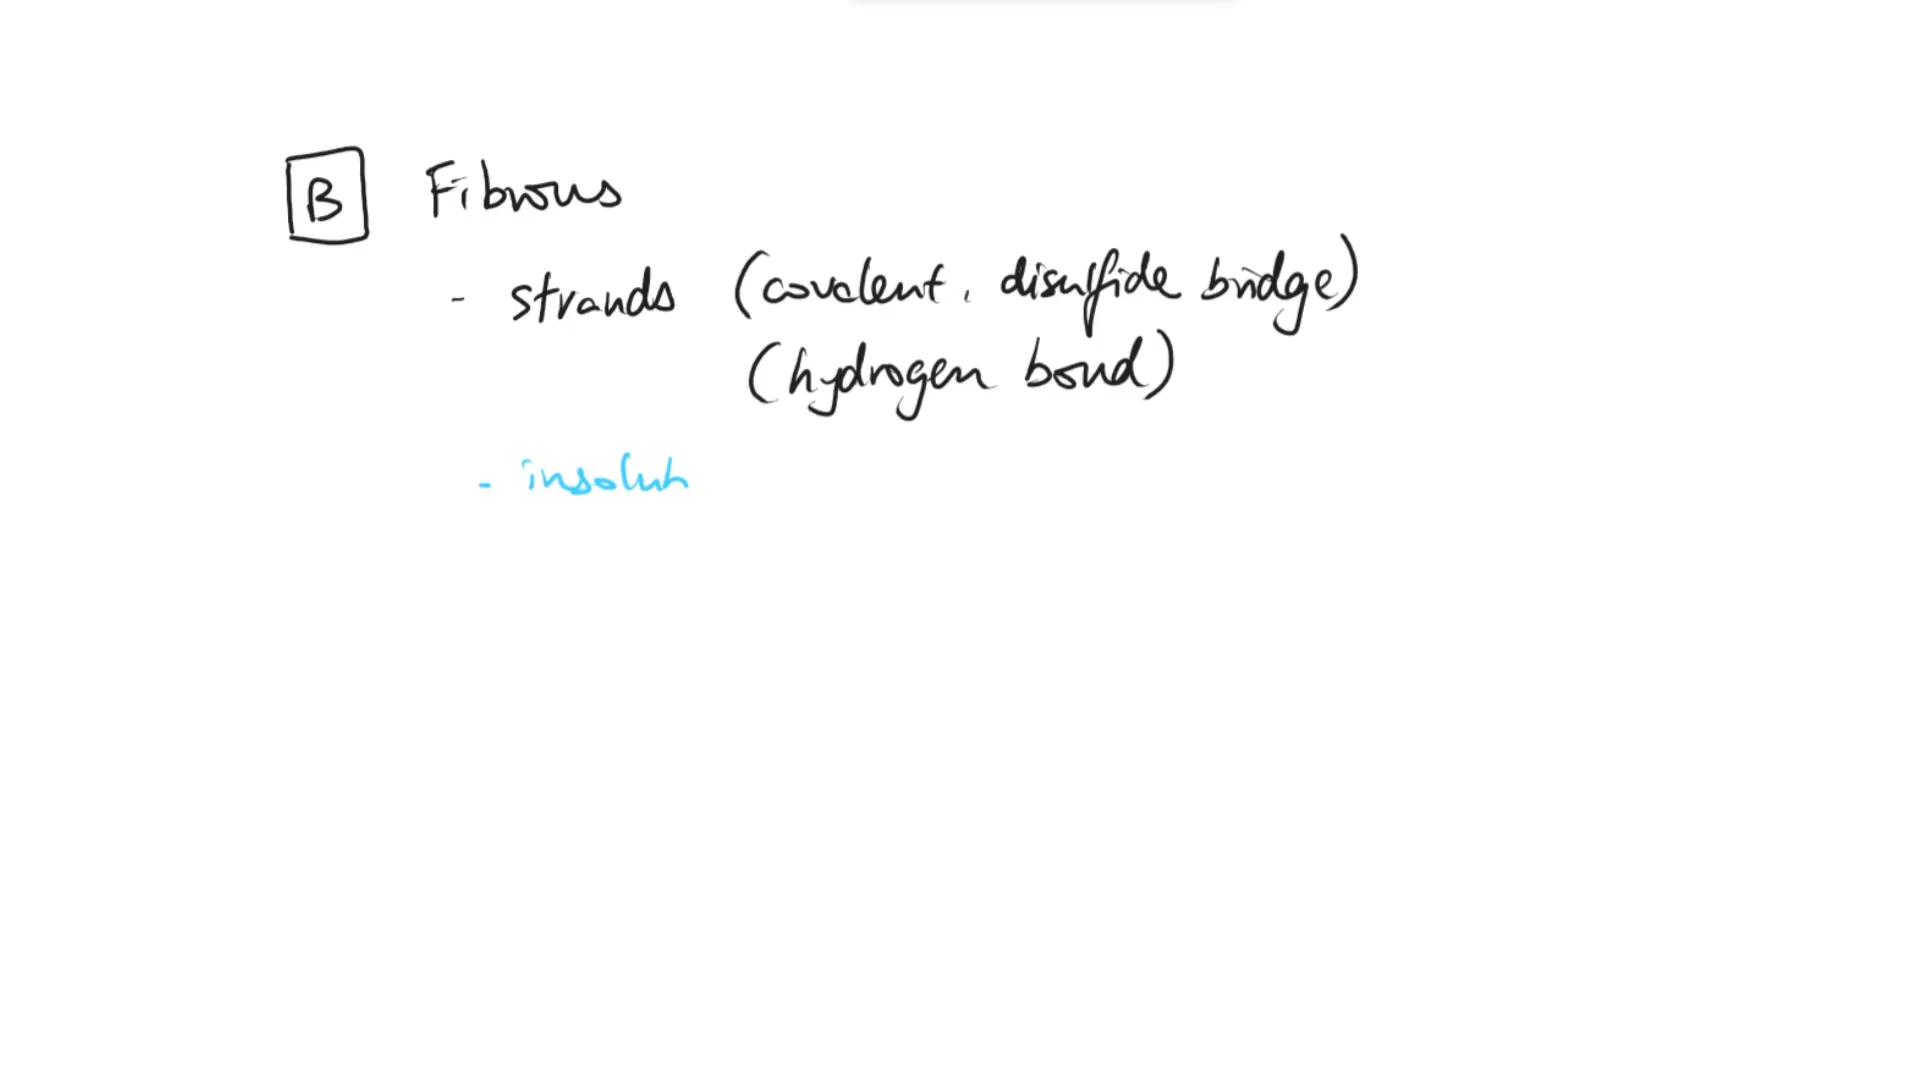 B Fibrous
- strands (covalent, disulfide bridge)
(hydrogen bond)
- insolub